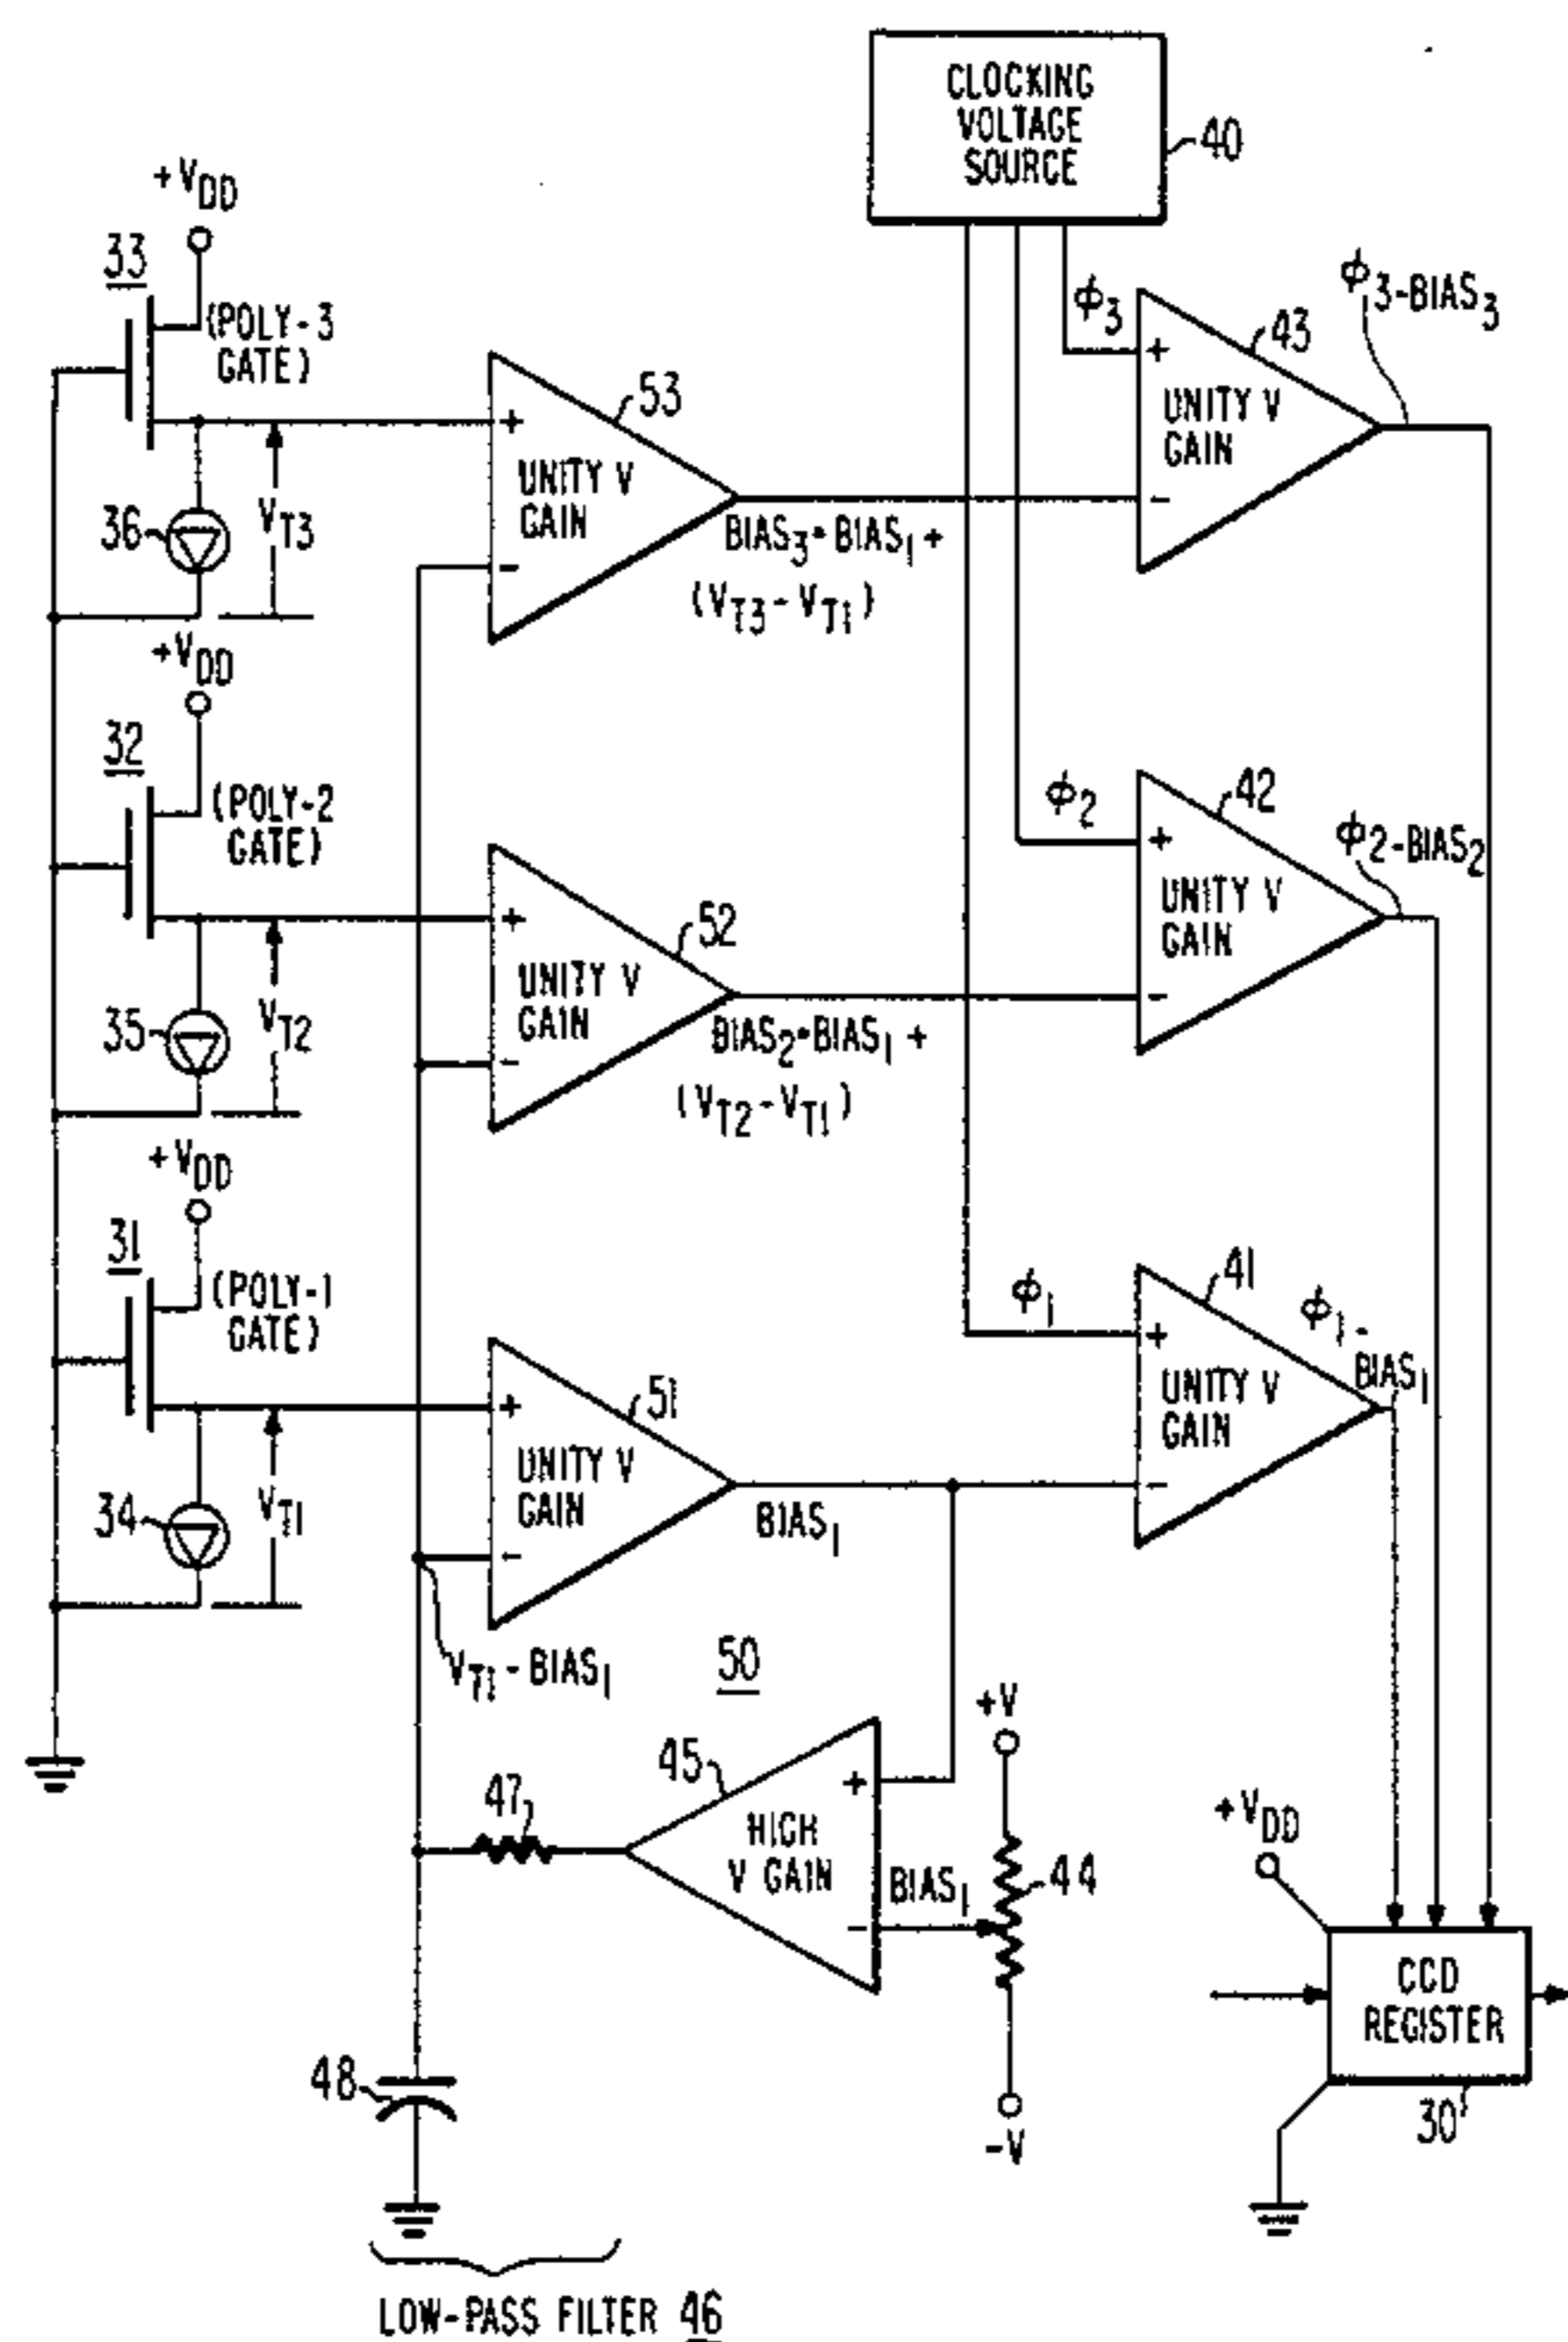 CLOCKING
VOLTAGE
SOURCE
40
+VDD
33
(POLY-3
GATE)
36
VT3
53
+
UNITY V
GAIN
-
BIAS3=BIAS1+
(VT3-VT1)
ϕ3
43
+
UNITY V
GAIN
-
ϕ3-BIAS3
+VDD
32
(POLY-2
GATE)
35
VT2
52
+
UNITY V
GAIN
-
BIAS2=BIAS1+
(VT2-VT1)
ϕ2
42
+
UNITY V
GAIN
-
ϕ2-BIAS2
+VDD
31
(POLY-1
GATE)
34
VT1
51
+
UNITY V
GAIN
-
BIAS1
VT1-BIAS1
ϕ1
41
+
UNITY V
GAIN
-
ϕ1-
BIAS1
50
45
+
HIGH
V GAIN
-
BIAS1
+V
44
-V
47
48
LOW-PASS FILTER 46
+VDD
CCD
REGISTER
30